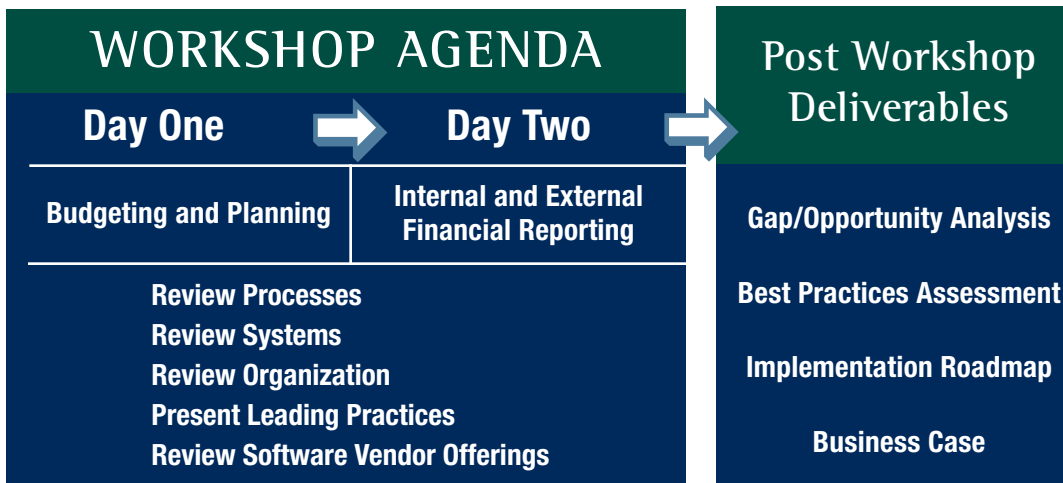 WORKSHOP AGENDA
Day One
Day Two
Budgeting and Planning
Internal and External
Financial Reporting
Review Processes
Review Systems
Review Organization
Present Leading Practices
Review Software Vendor Offerings
Post Workshop
Deliverables
Gap/Opportunity Analysis
Best Practices Assessment
Implementation Roadmap
Business Case